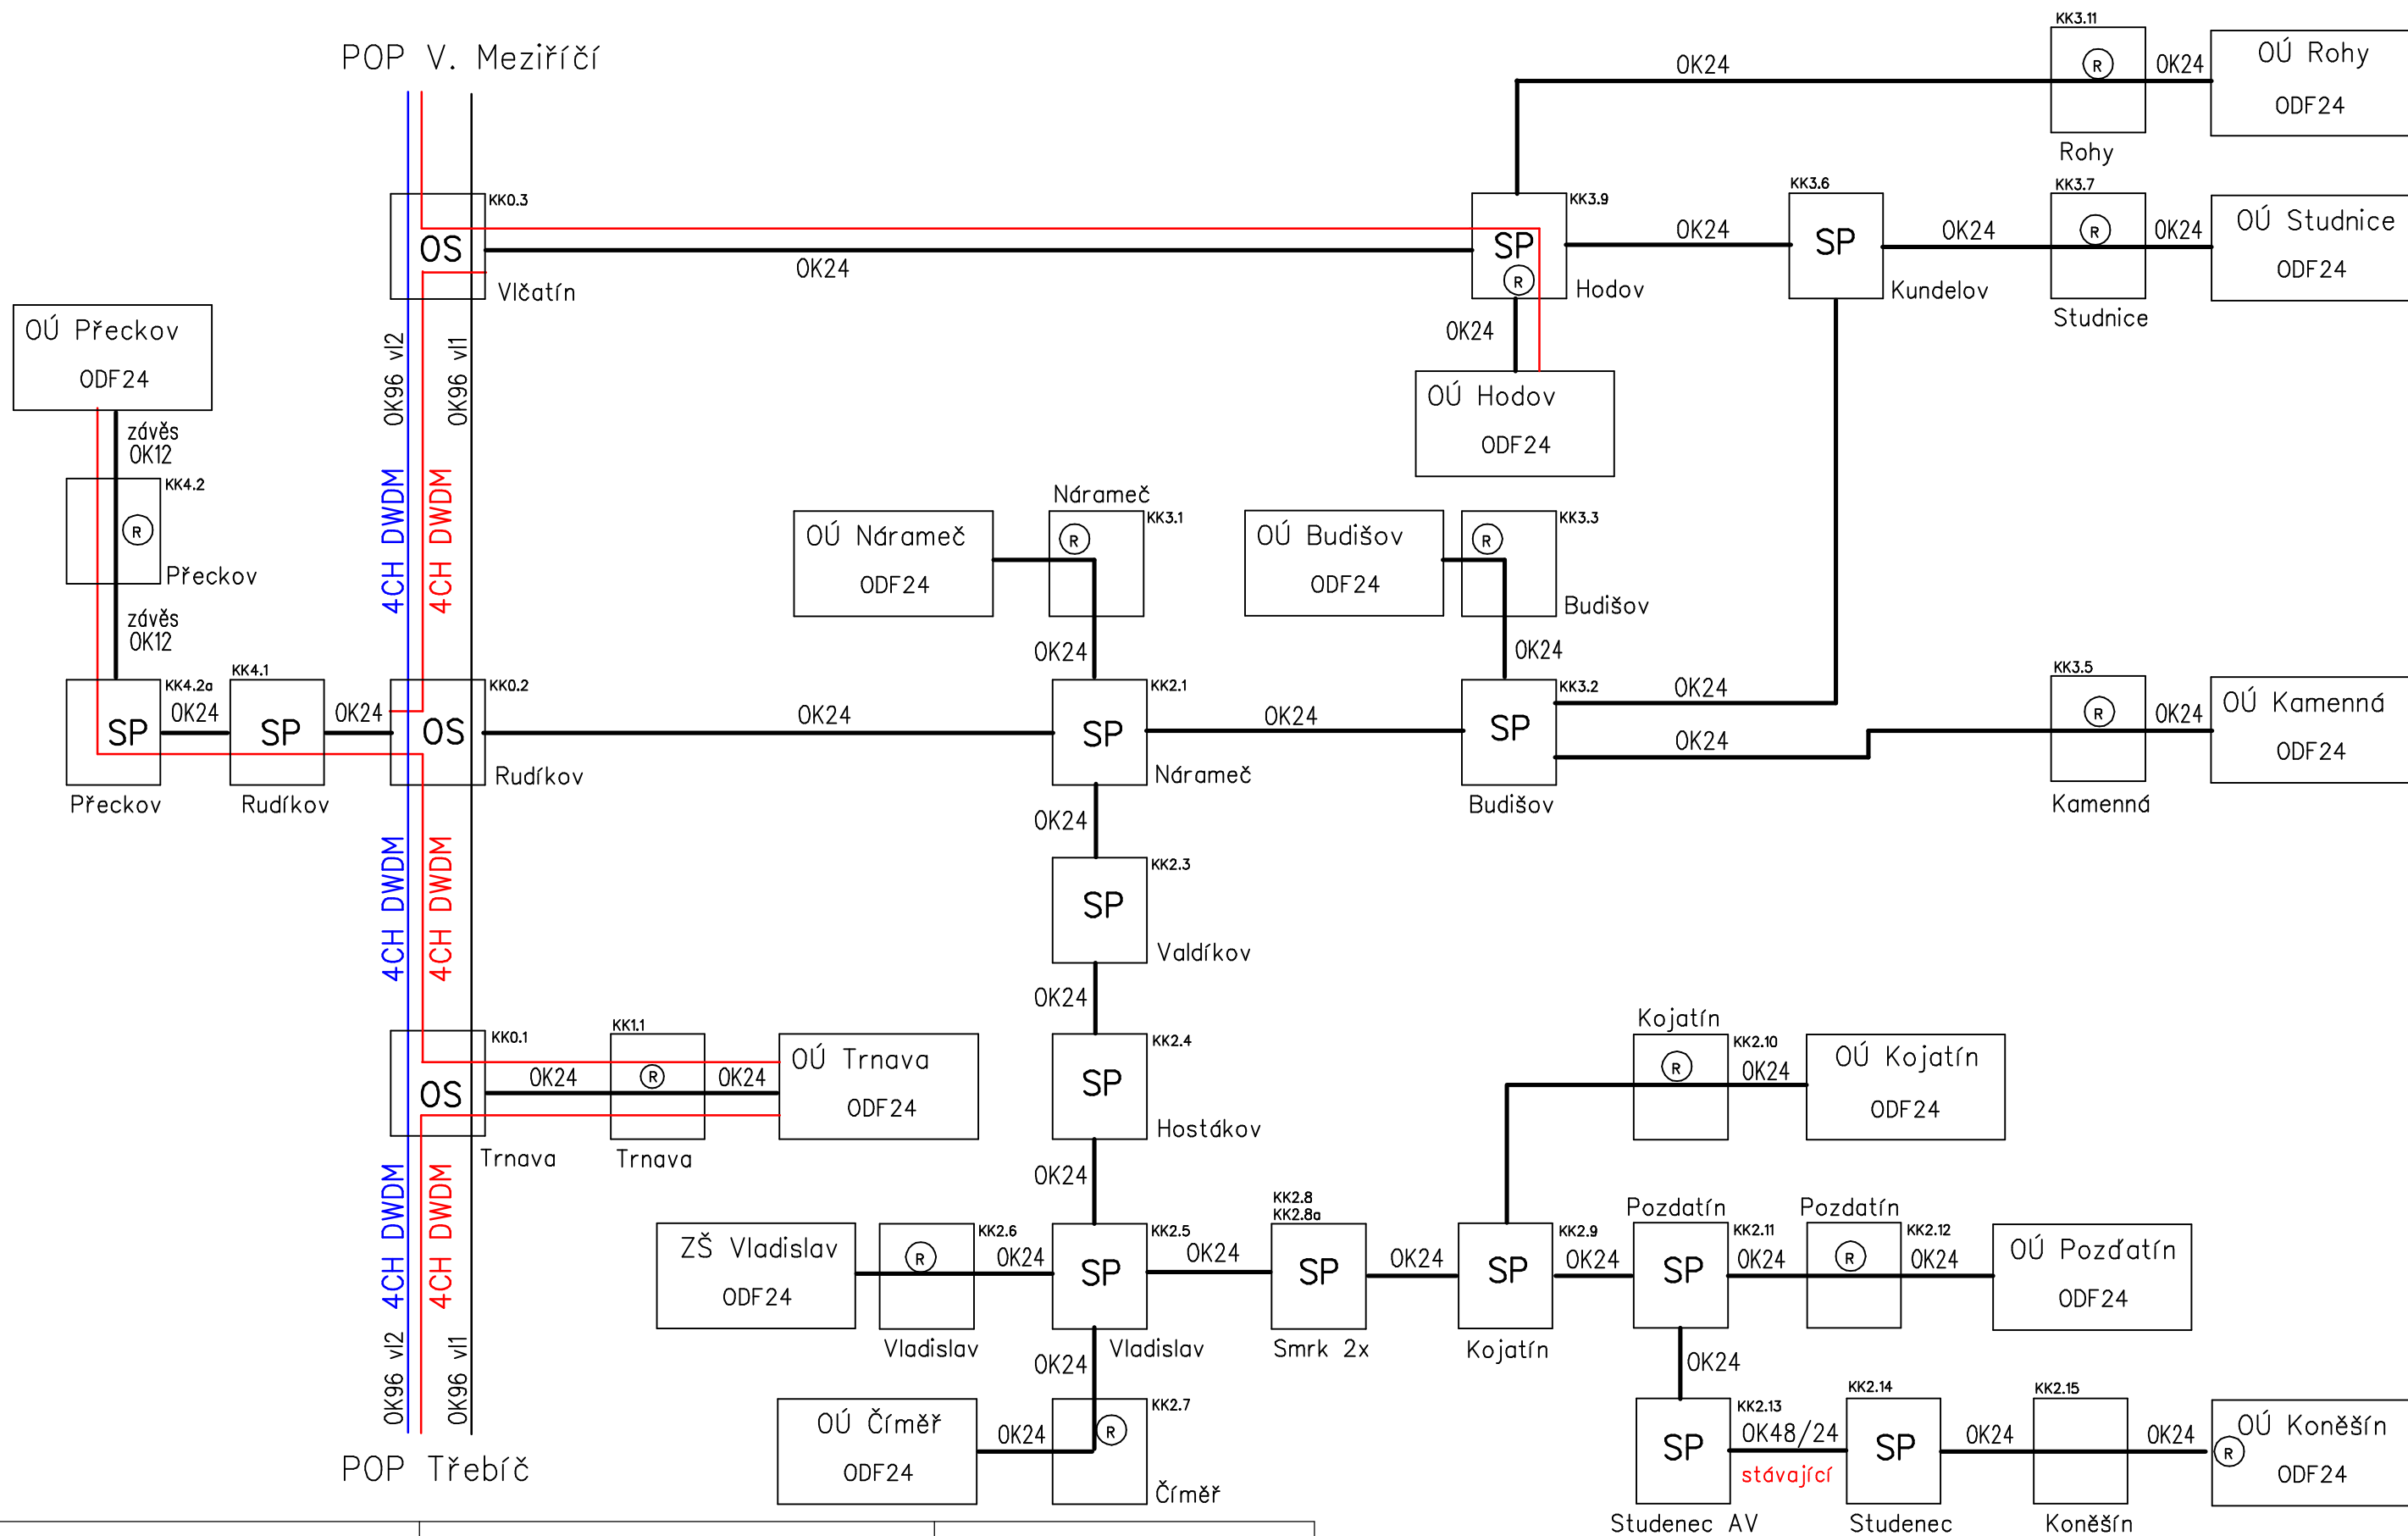 POP V. Meziříčí
KK3.11
R
OK24
OK24
OÚ Rohy
ODF24
Rohy
KK0.3
OS
Vlčatín
OK24
KK3.9
SP
R
Hodov
OK24
KK3.6
SP
Kundelov
OK24
KK3.7
R
Studnice
OK24
OÚ Studnice
ODF24
OÚ Přeckov
ODF24
závěs
OK12
KK4.2
R
Přeckov
závěs
OK12
OK96 vl2
OK96 vl1
4CH DWDM
4CH DWDM
OK24
OÚ Hodov
ODF24
OÚ Nárameč
ODF24
Nárameč
KK3.1
R
OK24
OÚ Budišov
ODF24
KK3.3
R
Budišov
OK24
KK4.2a
SP
Přeckov
OK24
KK4.1
SP
Rudíkov
OK24
KK0.2
OS
Rudíkov
OK24
KK2.1
SP
Nárameč
OK24
KK3.2
SP
Budišov
OK24
OK24
KK3.5
R
Kamenná
OK24
OÚ Kamenná
ODF24
4CH DWDM
4CH DWDM
OK24
KK2.3
SP
Valdíkov
OK24
KK0.1
OS
Trnava
OK24
KK1.1
R
Trnava
OK24
OÚ Trnava
ODF24
KK2.4
SP
Hostákov
OK24
Kojatín
KK2.10
R
OK24
OÚ Kojatín
ODF24
4CH DWDM
4CH DWDM
OK96 vl2
OK96 vl1
ZŠ Vladislav
ODF24
KK2.6
R
Vladislav
OK24
KK2.5
SP
Vladislav
OK24
KK2.8
KK2.8a
SP
Smrk 2x
OK24
KK2.9
SP
Kojatín
OK24
Pozdatín
KK2.11
SP
OK24
Pozdatín
KK2.12
R
OK24
OÚ Pozďatín
ODF24
OK24
OÚ Číměř
ODF24
OK24
KK2.7
R
Číměř
OK24
KK2.13
SP
Studenec AV
OK48/24
stávající
KK2.14
SP
Studenec
OK24
KK2.15
Koněšín
OK24
OÚ Koněšín
R
ODF24
POP Třebíč